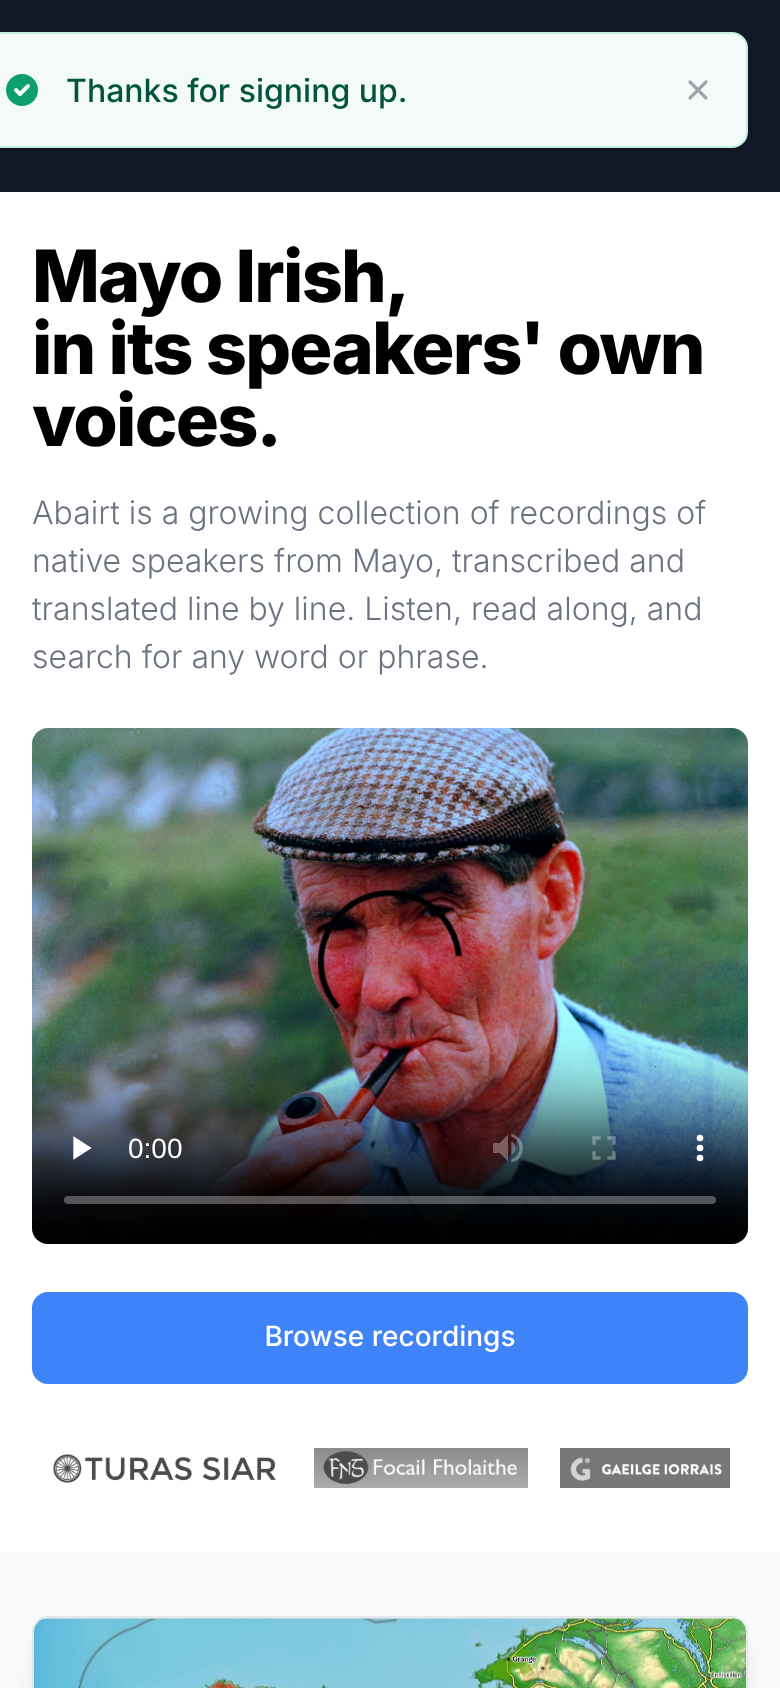 Thanks for signing up.
Mayo Irish,
in its speakers' own
voices.
Abairt is a growing collection of recordings of
native speakers from Mayo, transcribed and
translated line by line. Listen, read along, and
search for any word or phrase.
0:00
Browse recordings
TURAS SIAR
FNS Focail Fholaithe
GAEILGE IORRAIS
Grange